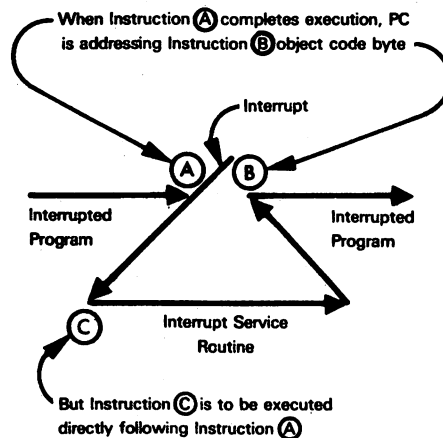 When Instruction A completes execution, PC
is addressing Instruction B object code byte
Interrupt
A
B
Interrupted
Program
Interrupted
Program
C
Interrupt Service
Routine
But Instruction C is to be executed
directly following Instruction A